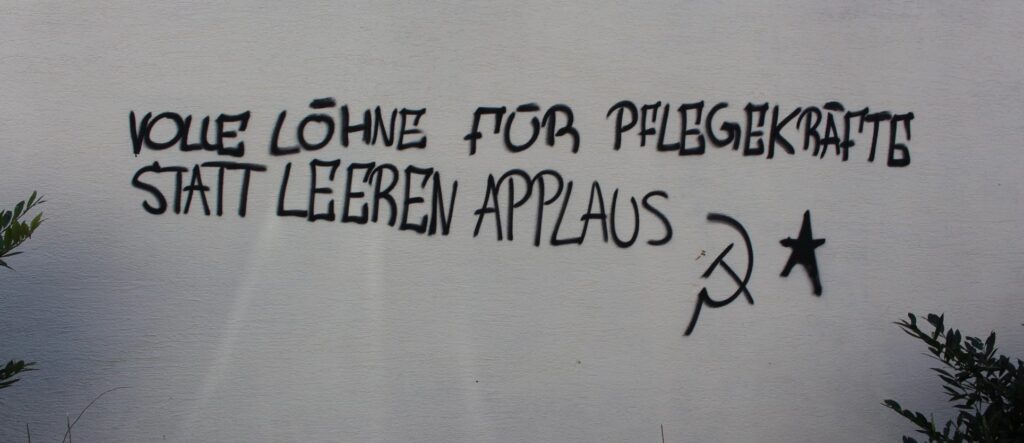 VOLLE LÖHNE FÜR PFLEGEKRÄFTE
STATT LEEREN APPLAUS